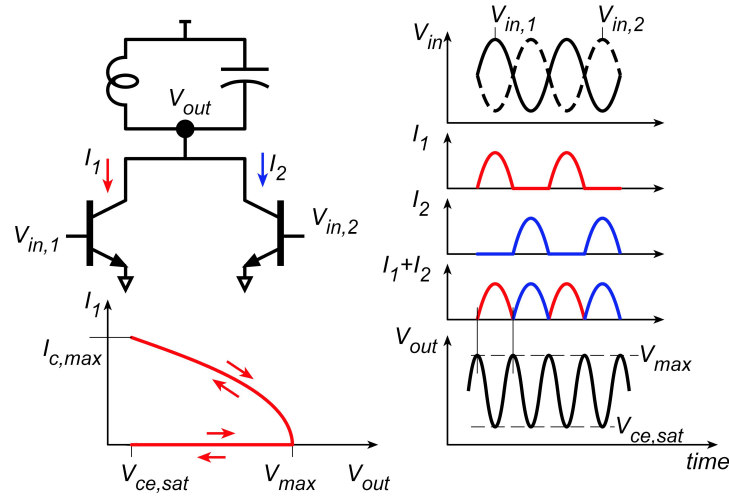 V_out
I_1
I_2
V_in,1
V_in,2
I_1
I_c,max
V_ce,sat
V_max
V_out
V_in
V_in,1
V_in,2
I_1
I_2
I_1+I_2
V_out
V_max
V_ce,sat
time